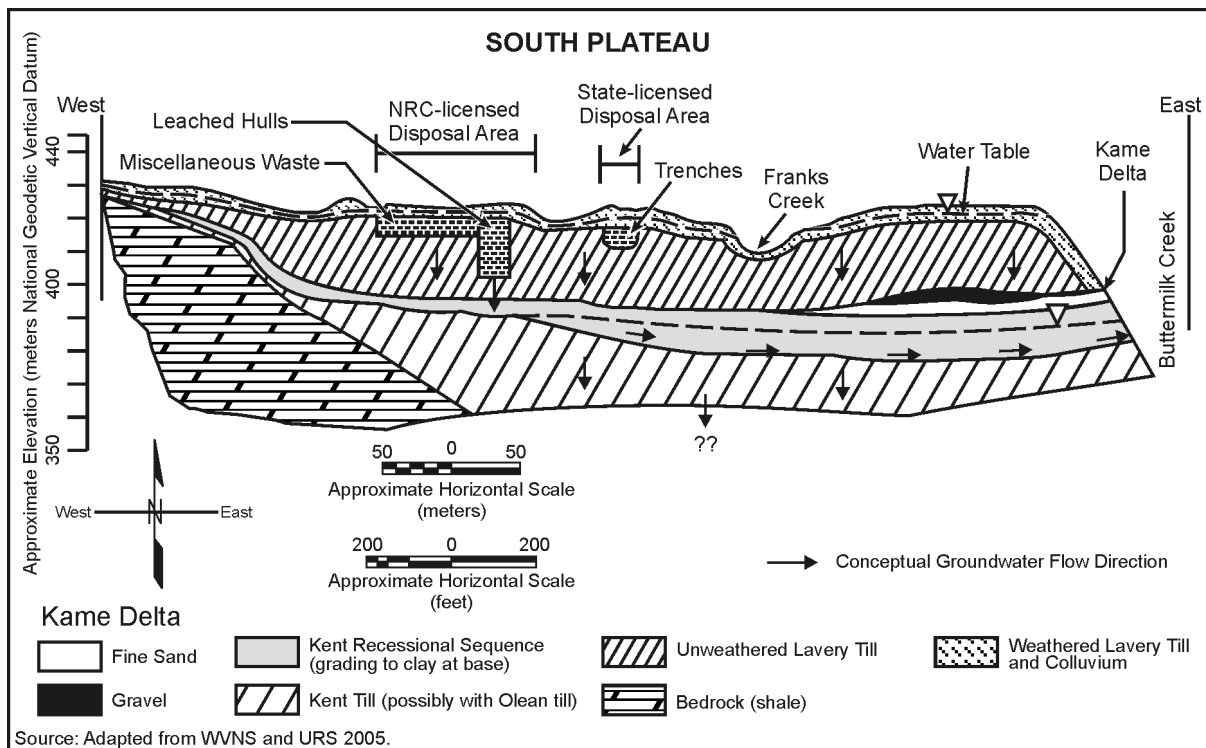 SOUTH PLATEAU
West
East
Approximate Elevation (meters National Geodetic Vertical Datum)
440
400
350
Leached Hulls
Miscellaneous Waste
NRC-licensed
Disposal Area
State-licensed
Disposal Area
Trenches
Franks
Creek
Water Table
Kame
Delta
Buttermilk Creek
??
50 0 50
Approximate Horizontal Scale
(meters)
200 0 200
Approximate Horizontal Scale
(feet)
West N East
Conceptual Groundwater Flow Direction
Kame Delta
Fine Sand
Gravel
Kent Recessional Sequence
(grading to clay at base)
Kent Till (possibly with Olean till)
Unweathered Lavery Till
Bedrock (shale)
Weathered Lavery Till
and Colluvium
Source: Adapted from WVNS and URS 2005.